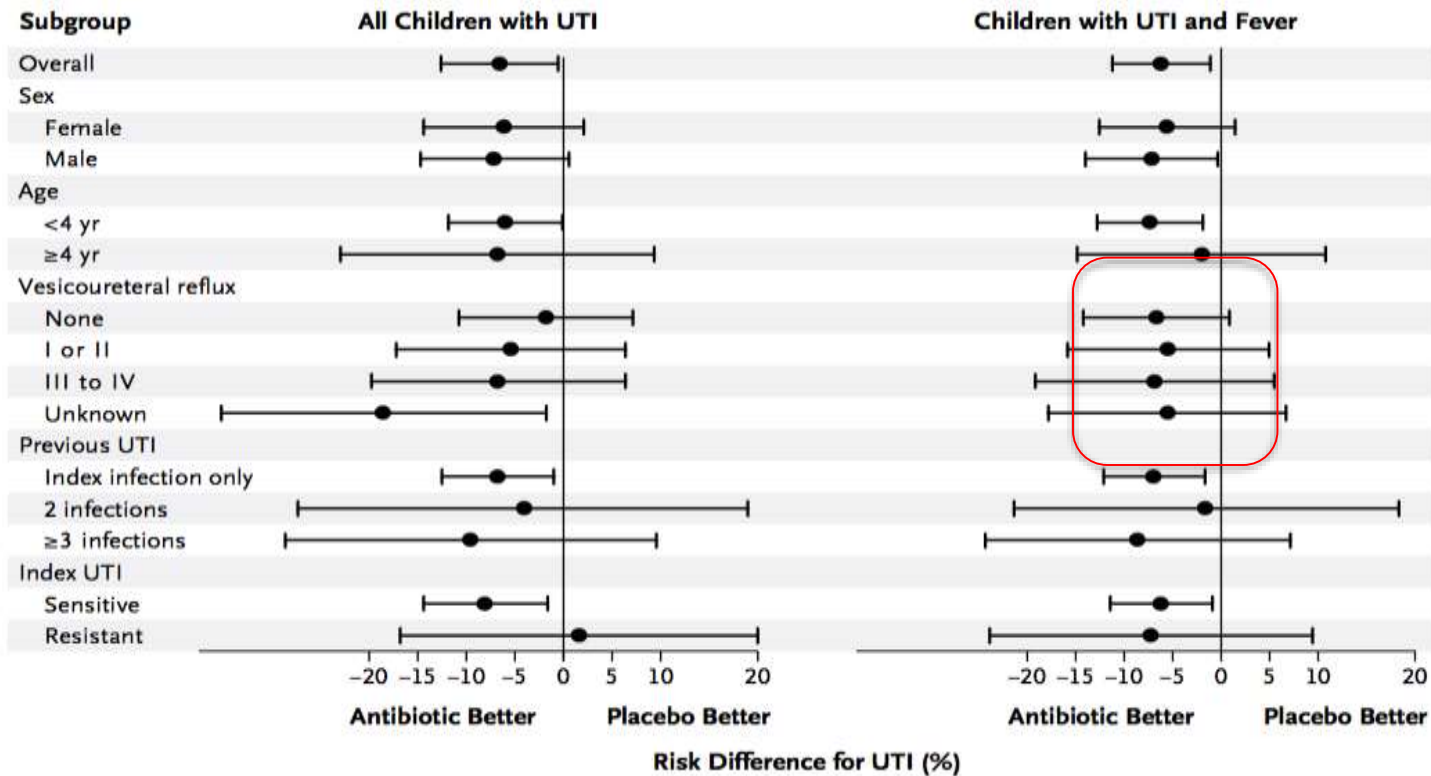 Subgroup All Children with UTI Children with UTI and Fever
Overall
Sex
Female
Male
Age
<4 yr
≥4 yr
Vesicoureteral reflux
None
I or II
III to IV
Unknown
Previous UTI
Index infection only
2 infections
≥3 infections
Index UTI
Sensitive
Resistant
−20 −15 −10 −5 0 5 10 20 −20 −15 −10 −5 0 5 10 20
Antibiotic Better Placebo Better Antibiotic Better Placebo Better
Risk Difference for UTI (%)